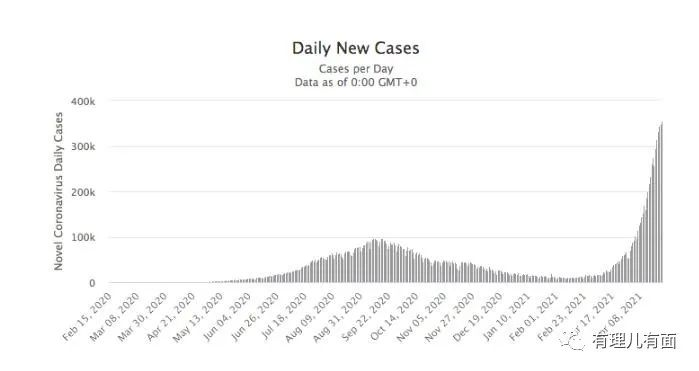 Daily New Cases
Cases per Day
Data as of 0:00 GMT+0
Novel Coronavirus Daily Cases
400k
300k
200k
100k
0
Feb 15, 2020
Mar 08, 2020
Mar 30, 2020
Apr 21, 2020
May 13, 2020
Jun 04, 2020
Jun 26, 2020
Jul 18, 2020
Aug 09, 2020
Aug 31, 2020
Sep 22, 2020
Oct 14, 2020
Nov 05, 2020
Nov 27, 2020
Dec 19, 2020
Jan 10, 2021
Feb 01, 2021
Feb 23, 2021
17, 2021
pr 08, 2021
有理儿有面